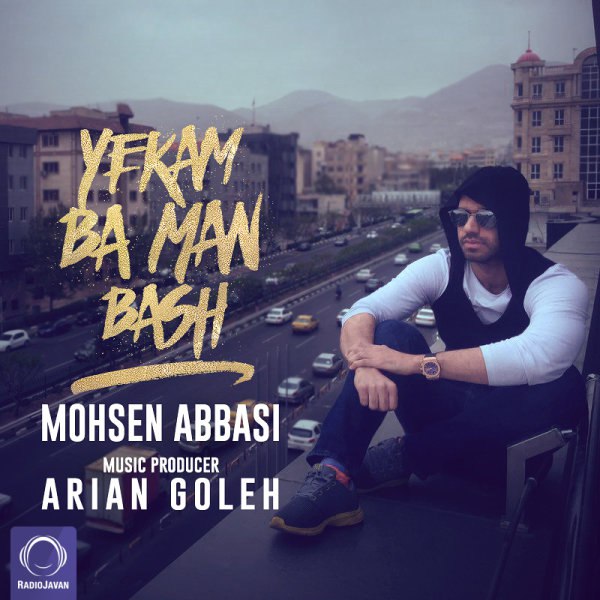 YEKAM
BA MAN
BASH
MOHSEN ABBASI
MUSIC PRODUCER
ARIAN GOLEH
RADIOJAVAN